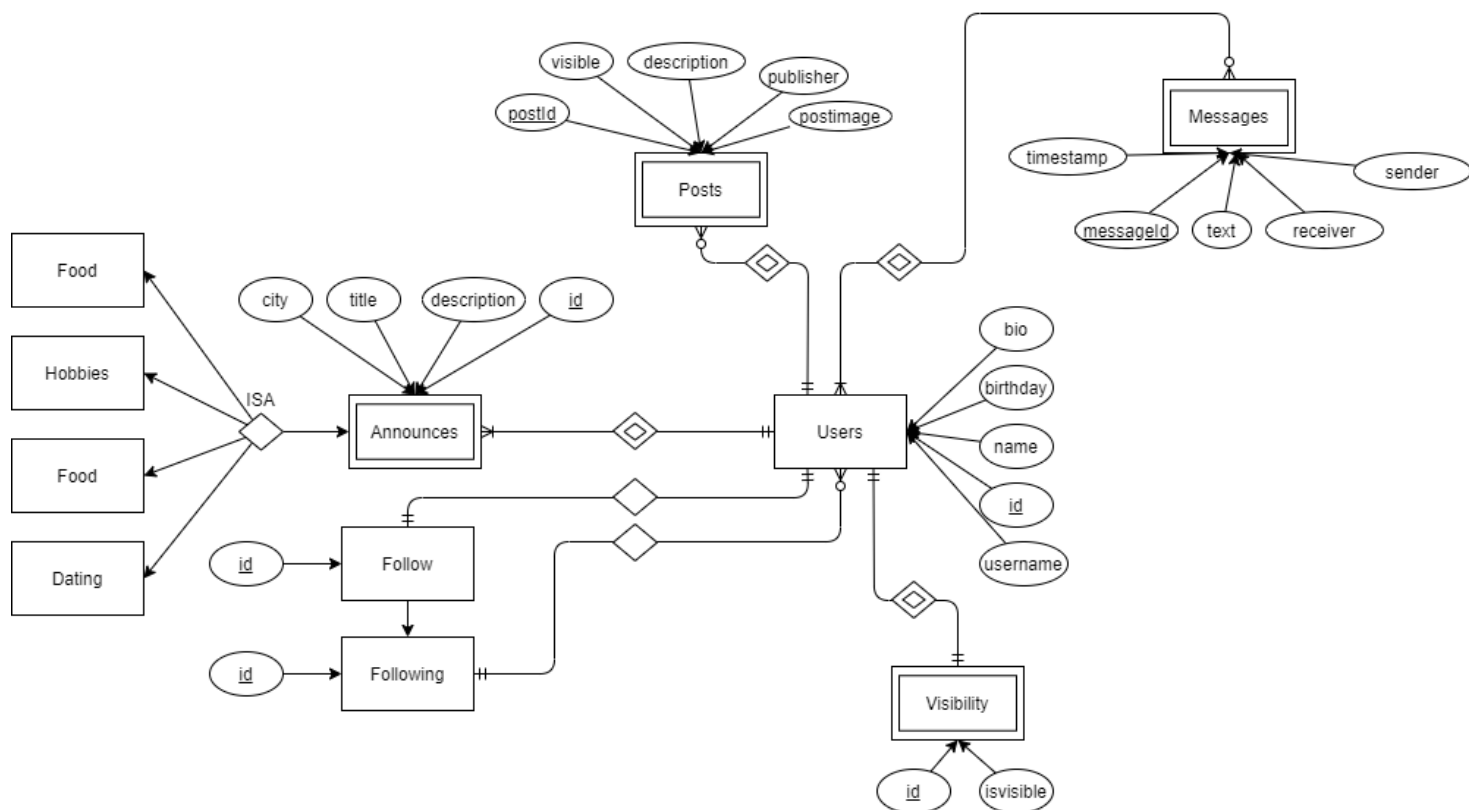 visible
description
publisher
postId
postimage
Posts
Messages
timestamp
sender
messageId
text
receiver
Food
Hobbies
Food
Dating
ISA
city
title
description
id
Announces
Users
bio
birthday
name
id
username
id
Follow
id
Following
Visibility
id
isvisible